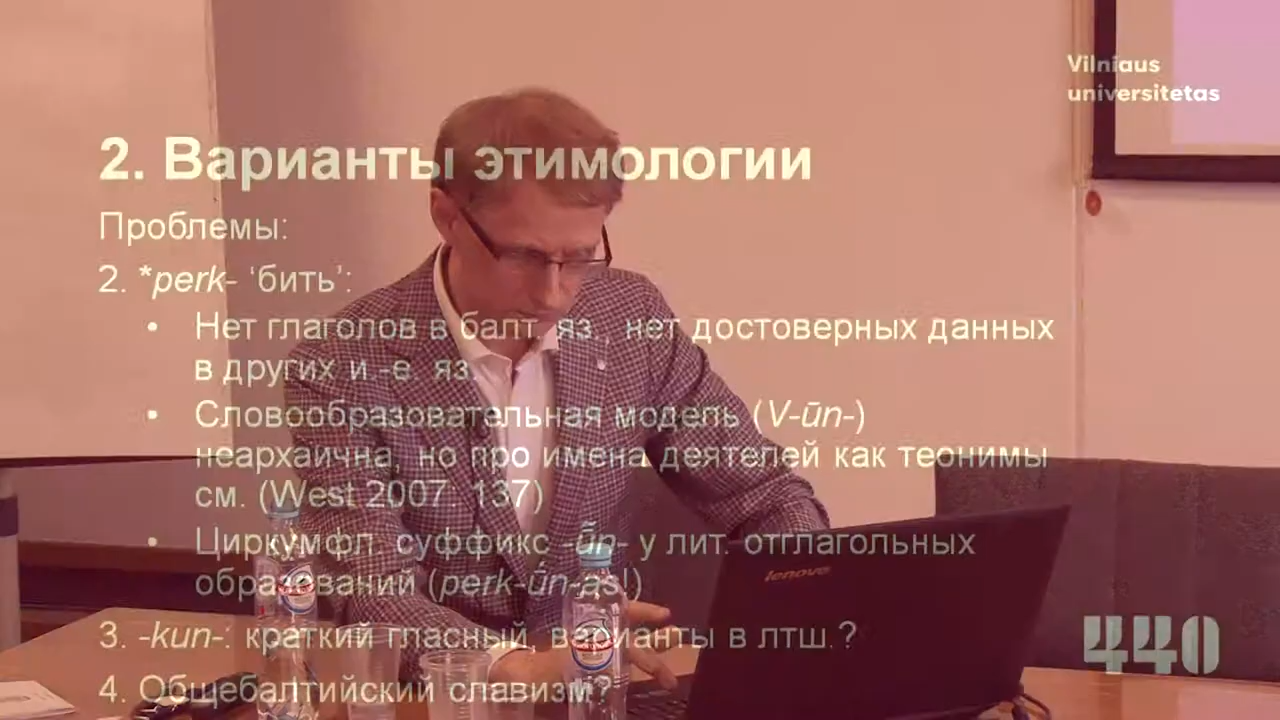 Vilniaus
universitetas
2. Варианты этимологии
Проблемы:
2. *perk- ‘бить’:
• Нет глаголов в балт. яз., нет достоверных данных
в других и.-е. яз.
• Словообразовательная модель (V-ūn-)
неархаична, но про имена деятелей как теонимы
см. (West 2007: 137)
• Циркумфл. суффикс -ū̃n- у лит. отглагольных
образований (perk-ū́n-as!)
3. -kun-: краткий гласный, варианты в лтш.?
4. Общебалтийский славизм?
lenovo
440